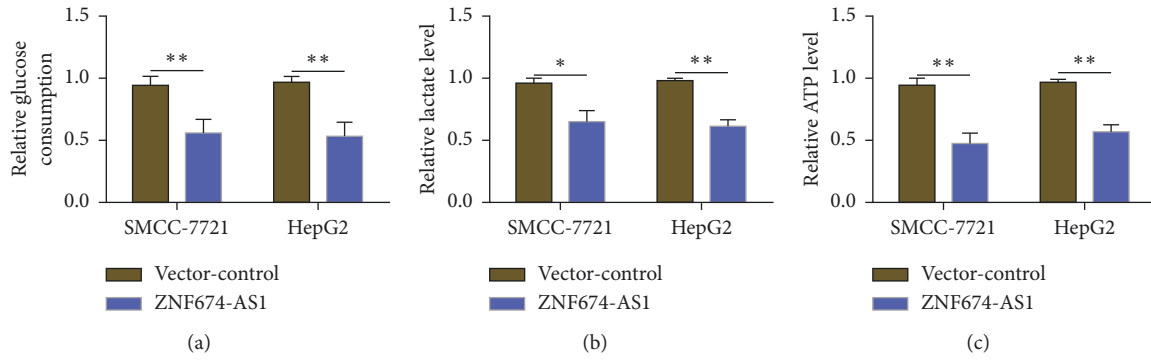 Relative glucose
consumption
1.5
1.0
0.5
0.0
**
**
SMCC-7721
HepG2
Vector-control
ZNF674-AS1
(a)
Relative lactate level
1.5
1.0
0.5
0.0
*
**
SMCC-7721
HepG2
Vector-control
ZNF674-AS1
(b)
Relative ATP level
1.5
1.0
0.5
0.0
**
**
SMCC-7721
HepG2
Vector-control
ZNF674-AS1
(c)